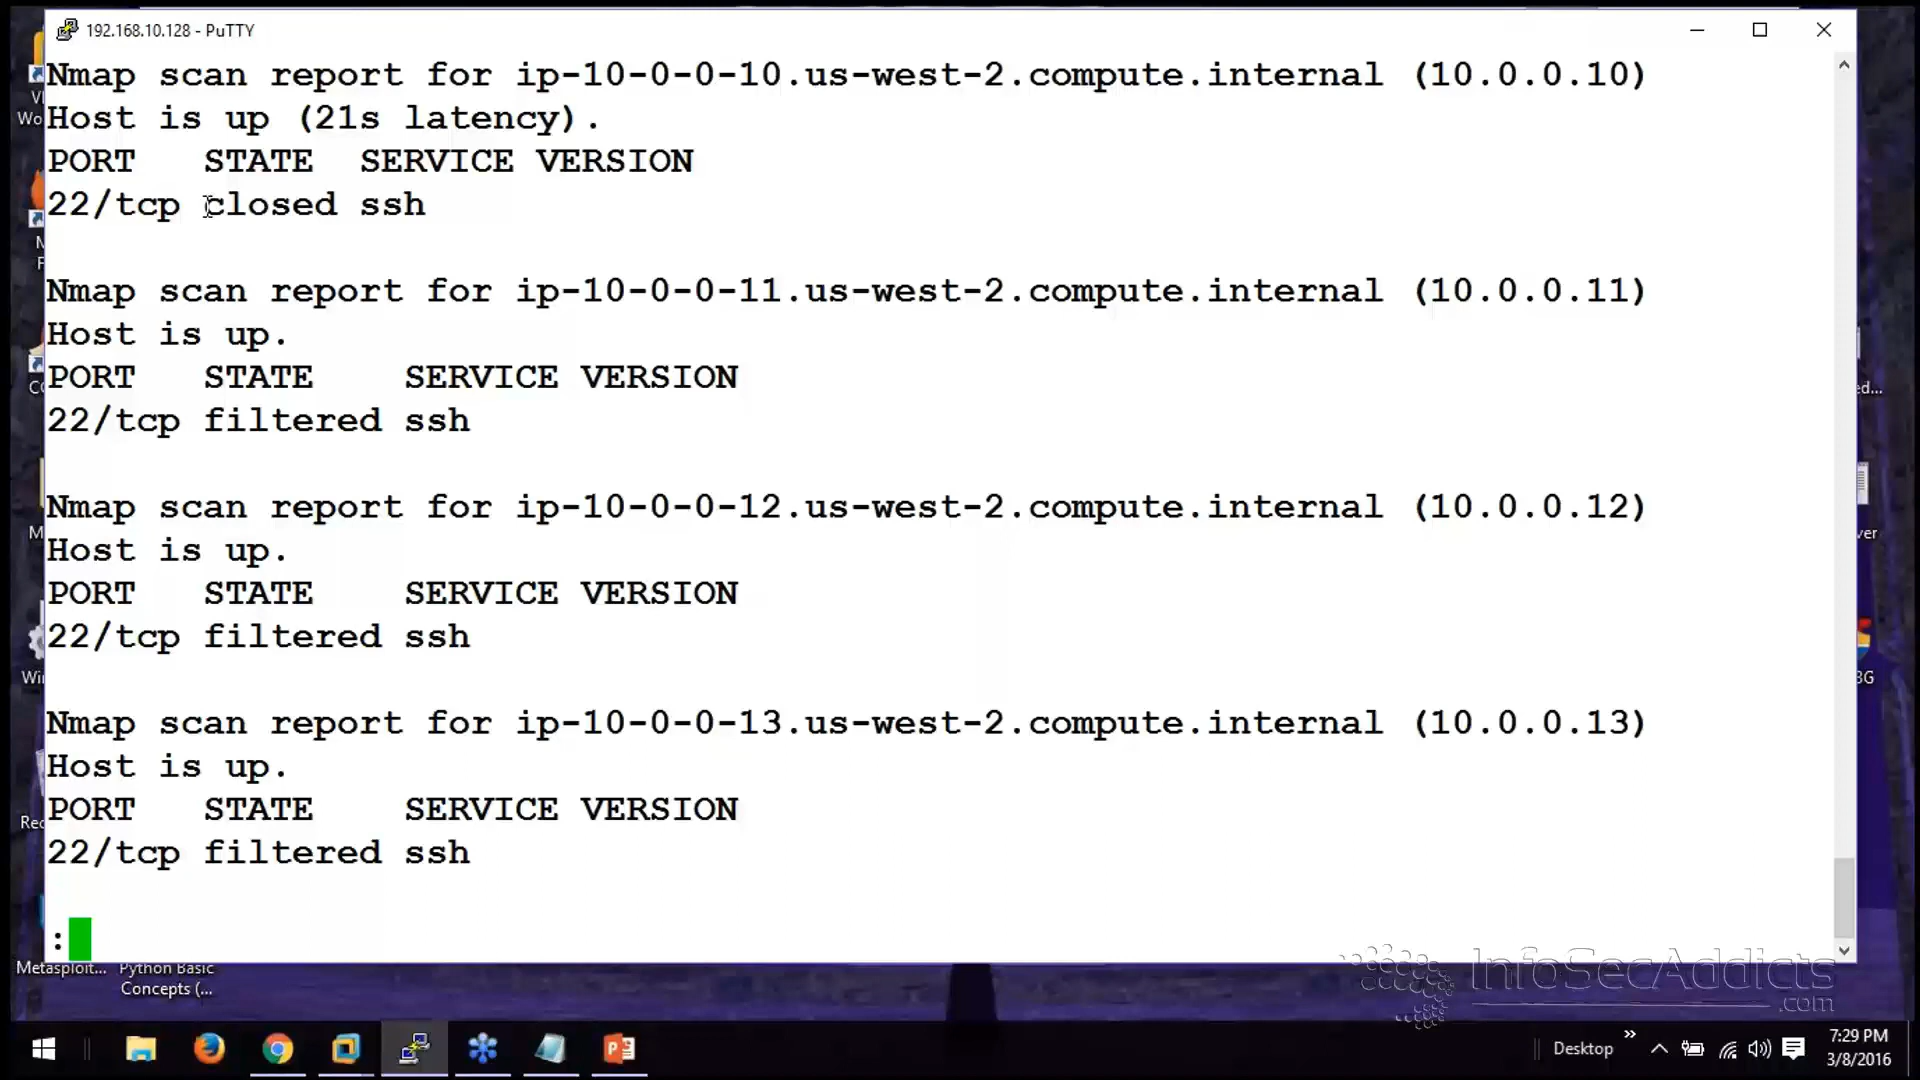 192.168.10.128 - PuTTY
Nmap scan report for ip-10-0-0-10.us-west-2.compute.internal (10.0.0.10)
Host is up (21s latency).
PORT   STATE  SERVICE VERSION
22/tcp closed ssh
Nmap scan report for ip-10-0-0-11.us-west-2.compute.internal (10.0.0.11)
Host is up.
PORT   STATE    SERVICE VERSION
22/tcp filtered ssh
Nmap scan report for ip-10-0-0-12.us-west-2.compute.internal (10.0.0.12)
Host is up.
PORT   STATE    SERVICE VERSION
22/tcp filtered ssh
Nmap scan report for ip-10-0-0-13.us-west-2.compute.internal (10.0.0.13)
Host is up.
PORT   STATE    SERVICE VERSION
22/tcp filtered ssh
:
Metasploit... Python Basic
Concepts (...
InfoSecAddicts
.com
Desktop
7:29 PM
3/8/2016